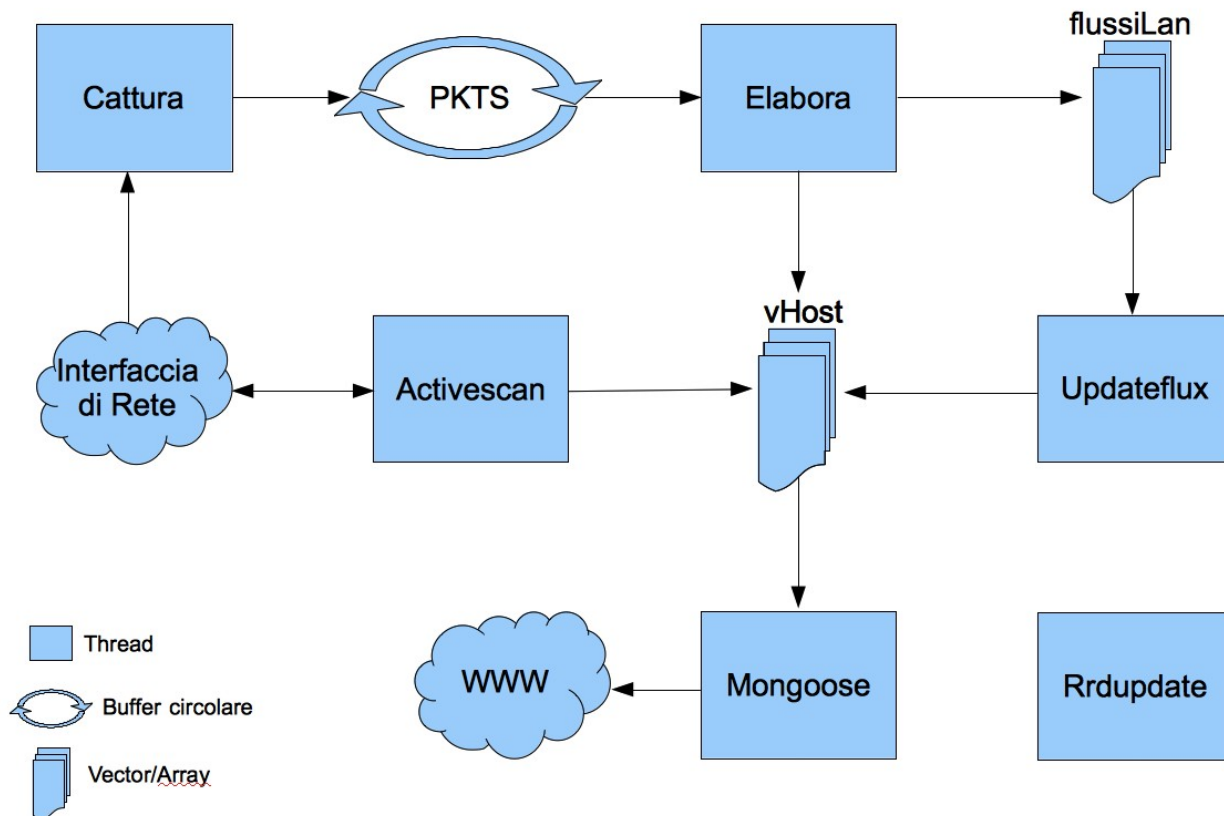 flussiLan
Cattura
PKTS
Elabora
vHost
Interfaccia
di Rete
Activescan
Updateflux
WWW
Mongoose
Rrdupdate
Thread
Buffer circolare
Vector/Array